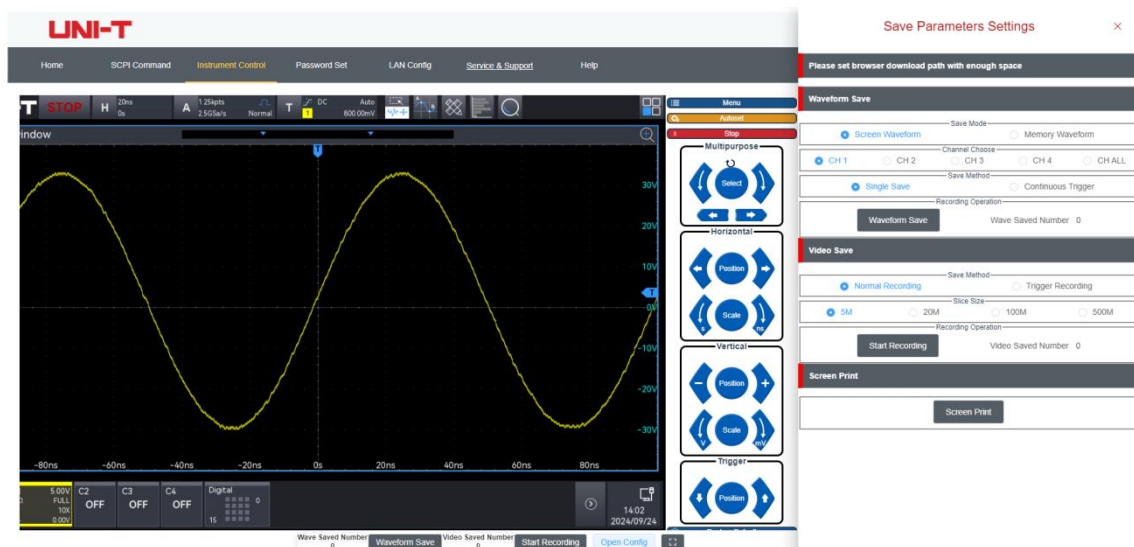 UNI-T
Home SCPI Command Instrument Control Password Set LAN Config Service & Support Help
-T STOP H 20ns 0s A 1.25kpts 2.5GSa/s Normal T DC 1 Auto 800.00mV
indow
T
30V
20V
10V
T
0V
-10V
-20V
-30V
-80ns -60ns -40ns -20ns 0s 20ns 40ns 60ns 80ns
5.00V
FULL
10X
0.00V
C2 OFF
C3 OFF
C4 OFF
Digital
0
15
14:02
2024/09/24
Menu
Autoset
Stop
Multipurpose
Select
Horizontal
Position
Scale
s ns
Vertical
Position
Scale
V mV
Trigger
Position
Wave Saved Number 0 Waveform Save Video Saved Number 0 Start Recording Open Config
Save Parameters Settings
Please set browser download path with enough space
Waveform Save
Save Mode
Screen Waveform Memory Waveform
Channel Choose
CH 1 CH 2 CH 3 CH 4 CH ALL
Save Method
Single Save Continuous Trigger
Recording Operation
Waveform Save Wave Saved Number 0
Video Save
Save Method
Normal Recording Trigger Recording
Slice Size
5M 20M 100M 500M
Recording Operation
Start Recording Video Saved Number 0
Screen Print
Screen Print